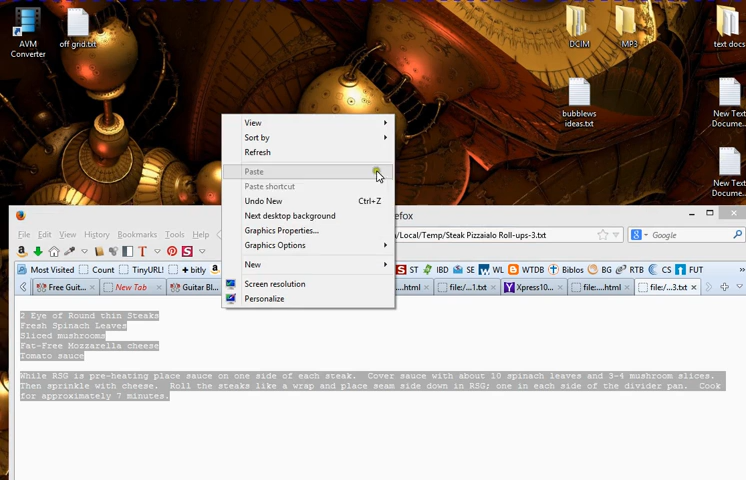 AVM
Converter
off grid.txt
DCIM
MP3
text docs
bubblews
ideas.txt
New Text
Docume...
New Text
Docume...
View
Sort by
Refresh
Paste
Paste shortcut
Undo New Ctrl+Z
Next desktop background
Graphics Properties...
Graphics Options
New
Screen resolution
Personalize
efox
File Edit View History Bookmarks Tools Help
/Local/Temp/Steak Pizzaialo Roll-ups-3.txt
Google
Most Visited Count TinyURL! + bitly ST IBD SE WL WTDB Biblos BG RTB CS FUT
Free Guit... New Tab Guitar Bl... ....html file:/...1.txt Xpress10... file:....html file:/...3.txt
2 Eye of Round thin Steaks
Fresh Spinach Leaves
Sliced mushrooms
Fat-Free Mozzarella cheese
Tomato sauce
While RSG is pre-heating place sauce on one side of each steak. Cover sauce with about 10 spinach leaves and 3-4 mushroom slices.
Then sprinkle with cheese. Roll the steaks like a wrap and place seam side down in RSG; one in each side of the divider pan. Cook
for approximately 7 minutes.